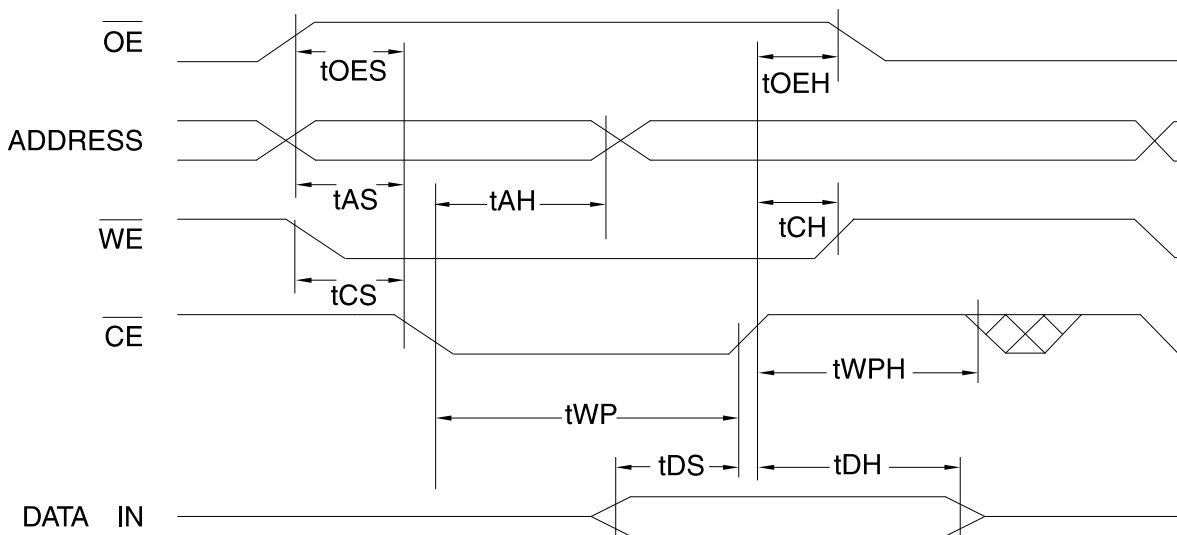 OE
tOES
tOEH
ADDRESS
tAS
tAH
tCH
WE
tCS
CE
tWPH
tWP
tDS
tDH
DATA IN